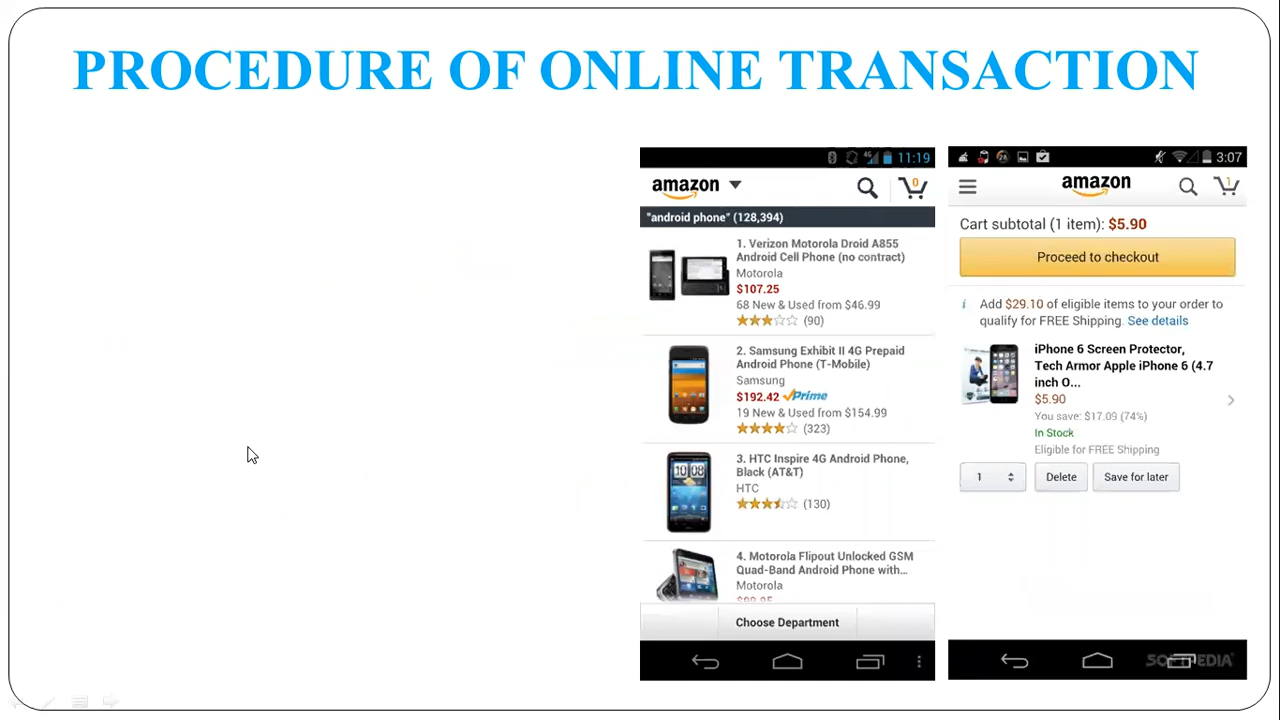 PROCEDURE OF ONLINE TRANSACTION
11:19
amazon
0
"android phone" (128,394)
1. Verizon Motorola Droid A855
Android Cell Phone (no contract)
Motorola
$107.25
68 New & Used from $46.99
(90)
2. Samsung Exhibit II 4G Prepaid
Android Phone (T-Mobile)
Samsung
$192.42 Prime
19 New & Used from $154.99
(323)
3. HTC Inspire 4G Android Phone,
Black (AT&T)
HTC
(130)
4. Motorola Flipout Unlocked GSM
Quad-Band Android Phone with...
Motorola
Choose Department
3:07
amazon
1
Cart subtotal (1 item): $5.90
Proceed to checkout
Add $29.10 of eligible items to your order to
qualify for FREE Shipping. See details
iPhone 6 Screen Protector,
Tech Armor Apple iPhone 6 (4.7
inch O...
$5.90
You save: $17.09 (74%)
In Stock
Eligible for FREE Shipping
1 Delete Save for later
SOFTPEDIA